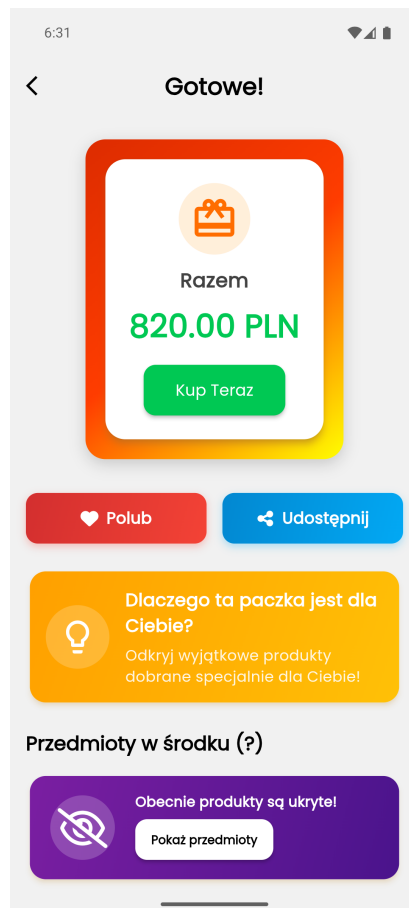 6:31
Gotowe!
Razem
820.00 PLN
Kup Teraz
Polub
Udostępnij
Dlaczego ta paczka jest dla
Ciebie?
Odkryj wyjątkowe produkty
dobrane specjalnie dla Ciebie!
Przedmioty w środku (?)
Obecnie produkty są ukryte!
Pokaż przedmioty